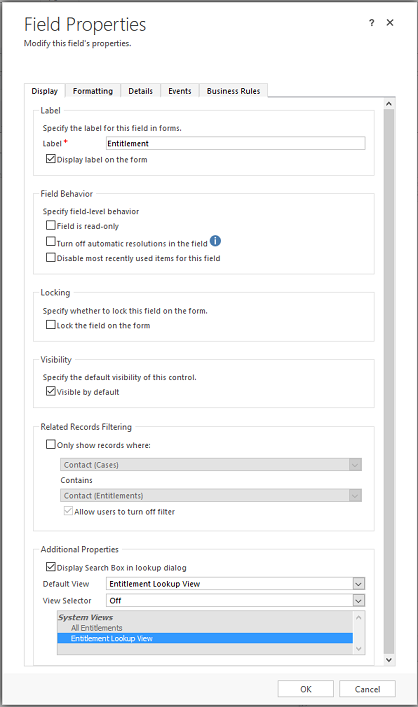 Field Properties
? ×
Modify this field's properties.
Display Formatting Details Events Business Rules
Label
Specify the label for this field in forms.
Label * Entitlement
Display label on the form
Field Behavior
Specify field-level behavior
Field is read-only
Turn off automatic resolutions in the field i
Disable most recently used items for this field
Locking
Specify whether to lock this field on the form.
Lock the field on the form
Visibility
Specify the default visibility of this control.
Visible by default
Related Records Filtering
Only show records where:
Contact (Cases)
Contains
Contact (Entitlements)
Allow users to turn off filter
Additional Properties
Display Search Box in lookup dialog
Default View Entitlement Lookup View
View Selector Off
System Views
All Entitlements
Entitlement Lookup View
OK Cancel